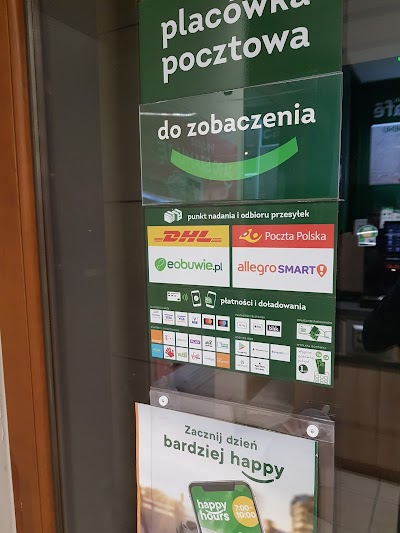 placówka
pocztowa
do zobaczenia
punkt nadania i odbioru przesyłek
DHL
Poczta Polska
eobuwie.pl
allegro SMART!
płatności i doładowania
blik
Zacznij dzień
bardziej happy
happy
hours
7:00-
10:00